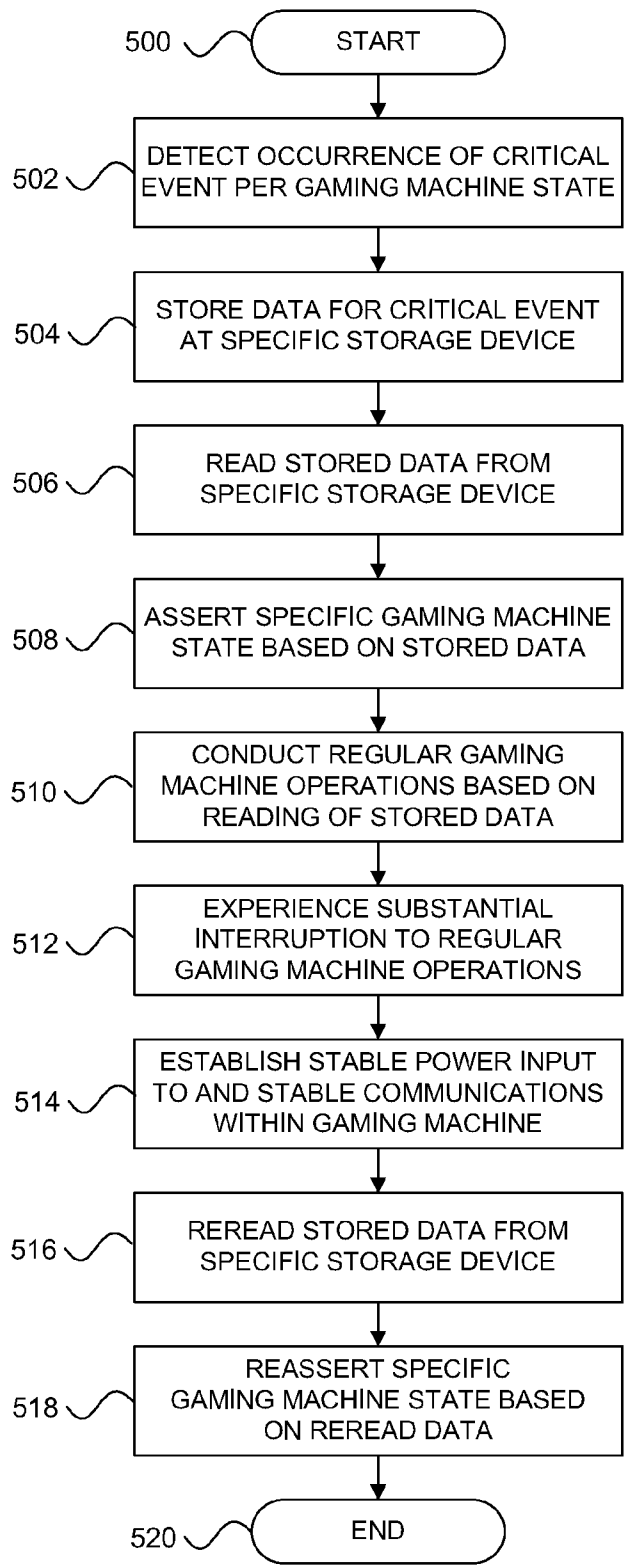 500
START
502
DETECT OCCURRENCE OF CRITICAL
EVENT PER GAMING MACHINE STATE
504
STORE DATA FOR CRITICAL EVENT
AT SPECIFIC STORAGE DEVICE
506
READ STORED DATA FROM
SPECIFIC STORAGE DEVICE
508
ASSERT SPECIFIC GAMING MACHINE
STATE BASED ON STORED DATA
510
CONDUCT REGULAR GAMING
MACHINE OPERATIONS BASED ON
READING OF STORED DATA
512
EXPERIENCE SUBSTANTIAL
INTERRUPTION TO REGULAR
GAMING MACHINE OPERATIONS
514
ESTABLISH STABLE POWER INPUT
TO AND STABLE COMMUNICATIONS
WITHIN GAMING MACHINE
516
REREAD STORED DATA FROM
SPECIFIC STORAGE DEVICE
518
REASSERT SPECIFIC
GAMING MACHINE STATE BASED
ON REREAD DATA
520
END